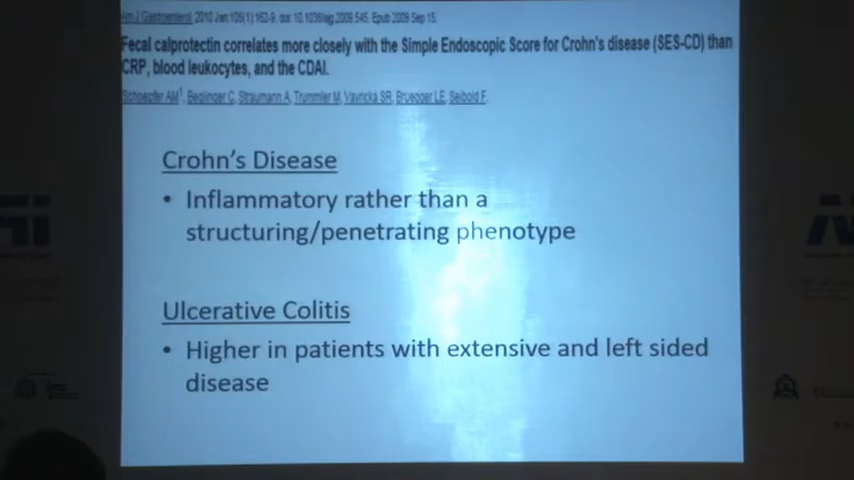 Am J Gastroenterol. 2010 Jan;105(1):162-9. doi: 10.1038/ajg.2009.545. Epub 2009 Sep 15.
Fecal calprotectin correlates more closely with the Simple Endoscopic Score for Crohn's disease (SES-CD) than
CRP, blood leukocytes, and the CDAI.
Schoepfer AM1, Beglinger C, Straumann A, Trummler M, Vavricka SR, Bruegger LE, Seibold F.
Crohn's Disease
• Inflammatory rather than a
structuring/penetrating phenotype
Ulcerative Colitis
• Higher in patients with extensive and left sided
disease